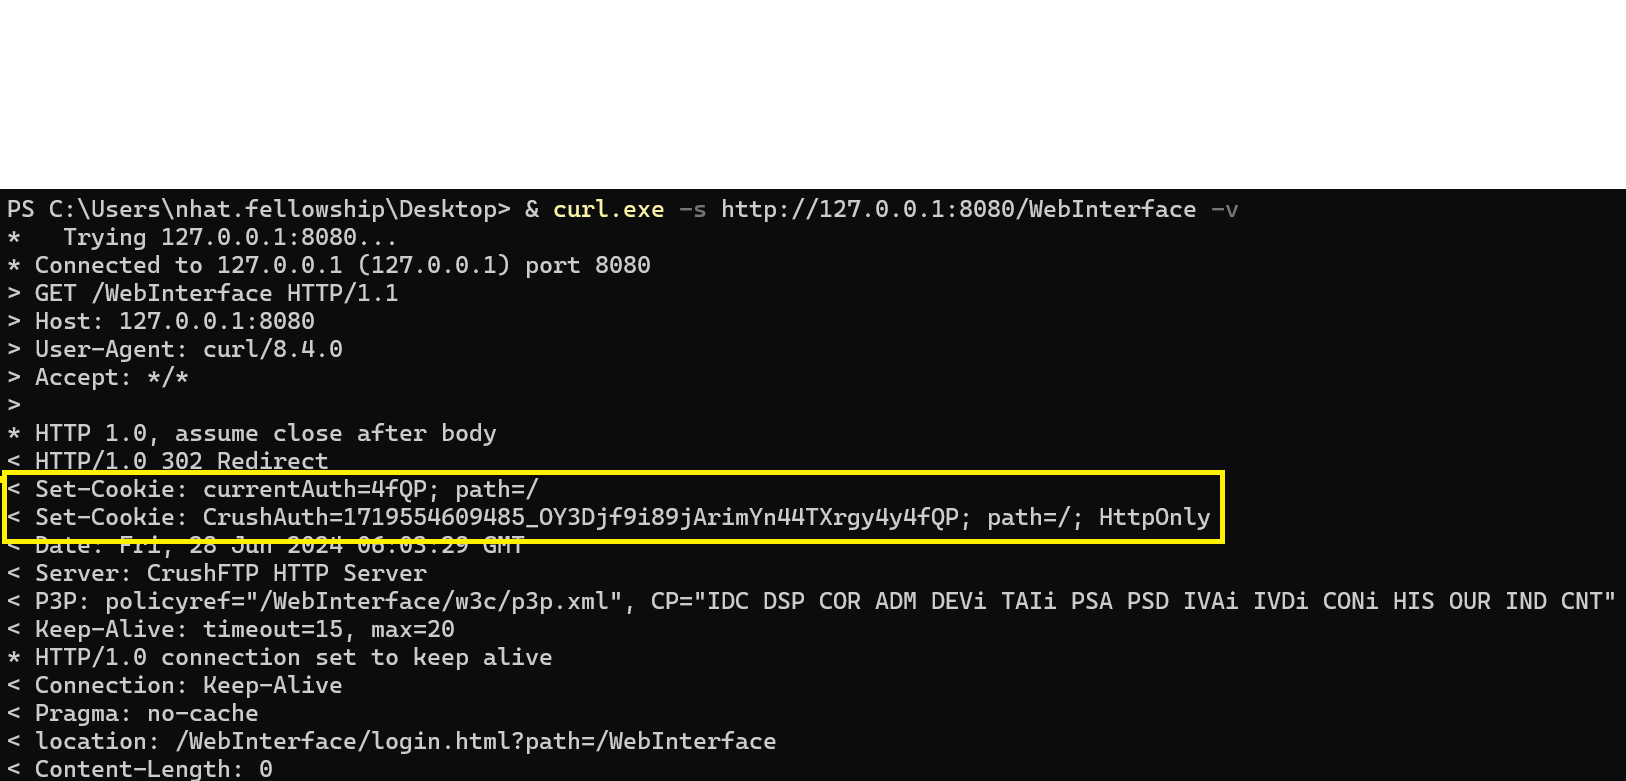 PS C:\Users\nhat.fellowship\Desktop> & curl.exe -s http://127.0.0.1:8080/WebInterface -v
*   Trying 127.0.0.1:8080...
* Connected to 127.0.0.1 (127.0.0.1) port 8080
> GET /WebInterface HTTP/1.1
> Host: 127.0.0.1:8080
> User-Agent: curl/8.4.0
> Accept: */*
>
* HTTP 1.0, assume close after body
< HTTP/1.0 302 Redirect
< Set-Cookie: currentAuth=4fQP; path=/
< Set-Cookie: CrushAuth=1719554609485_OY3Djf9i89jArimYn44TXrgy4y4fQP; path=/; HttpOnly
< Date: Fri, 28 Jun 2024 06:03:29 GMT
< Server: CrushFTP HTTP Server
< P3P: policyref="/WebInterface/w3c/p3p.xml", CP="IDC DSP COR ADM DEVi TAIi PSA PSD IVAi IVDi CONi HIS OUR IND CNT"
< Keep-Alive: timeout=15, max=20
* HTTP/1.0 connection set to keep alive
< Connection: Keep-Alive
< Pragma: no-cache
< location: /WebInterface/login.html?path=/WebInterface
< Content-Length: 0